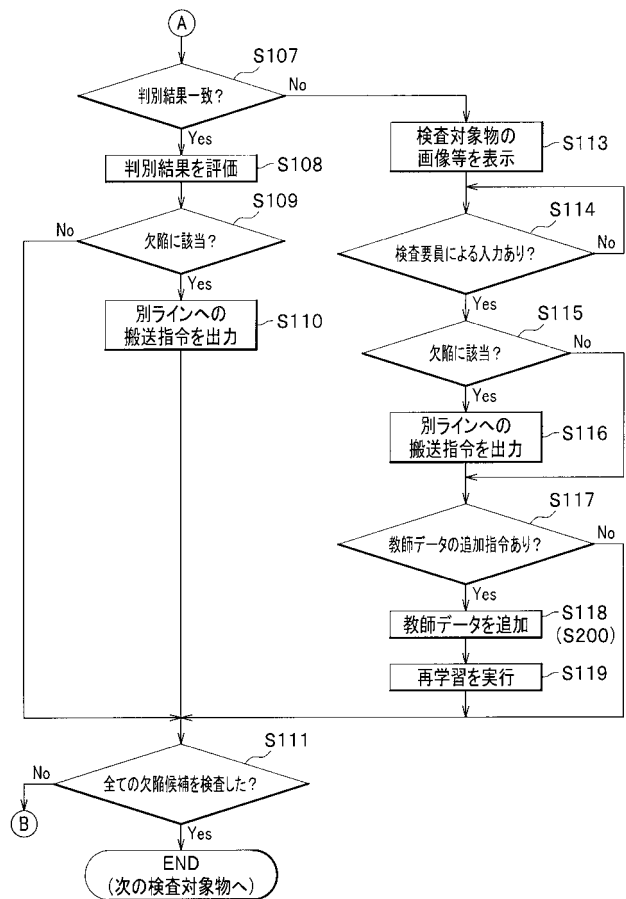 A
S107
判別結果一致?
No
Yes
判別結果を評価
S108
S109
No
欠陥に該当?
Yes
別ラインへの
搬送指令を出力
S110
検査対象物の
画像等を表示
S113
S114
検査要員による入力あり?
No
Yes
S115
欠陥に該当?
No
Yes
別ラインへの
搬送指令を出力
S116
S117
教師データの追加指令あり?
No
Yes
教師データを追加
S118
(S200)
再学習を実行
S119
S111
No
全ての欠陥候補を検査した?
B
Yes
END
(次の検査対象物へ)